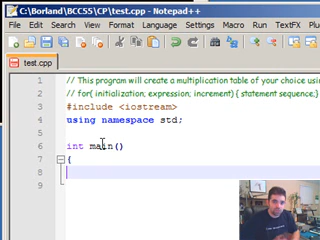 C:\Borland\BCC55\CP\test.cpp - Notepad++
File Edit Search View Format Language Settings Macro Run TextFX
test.cpp
1 // This program will create a multiplication table of your choice
2 // for( initialization; expression; increment){ statement sequence;}
3 #include <iostream>
4 using namespace std;
5
6 int main()
7 {
8
9